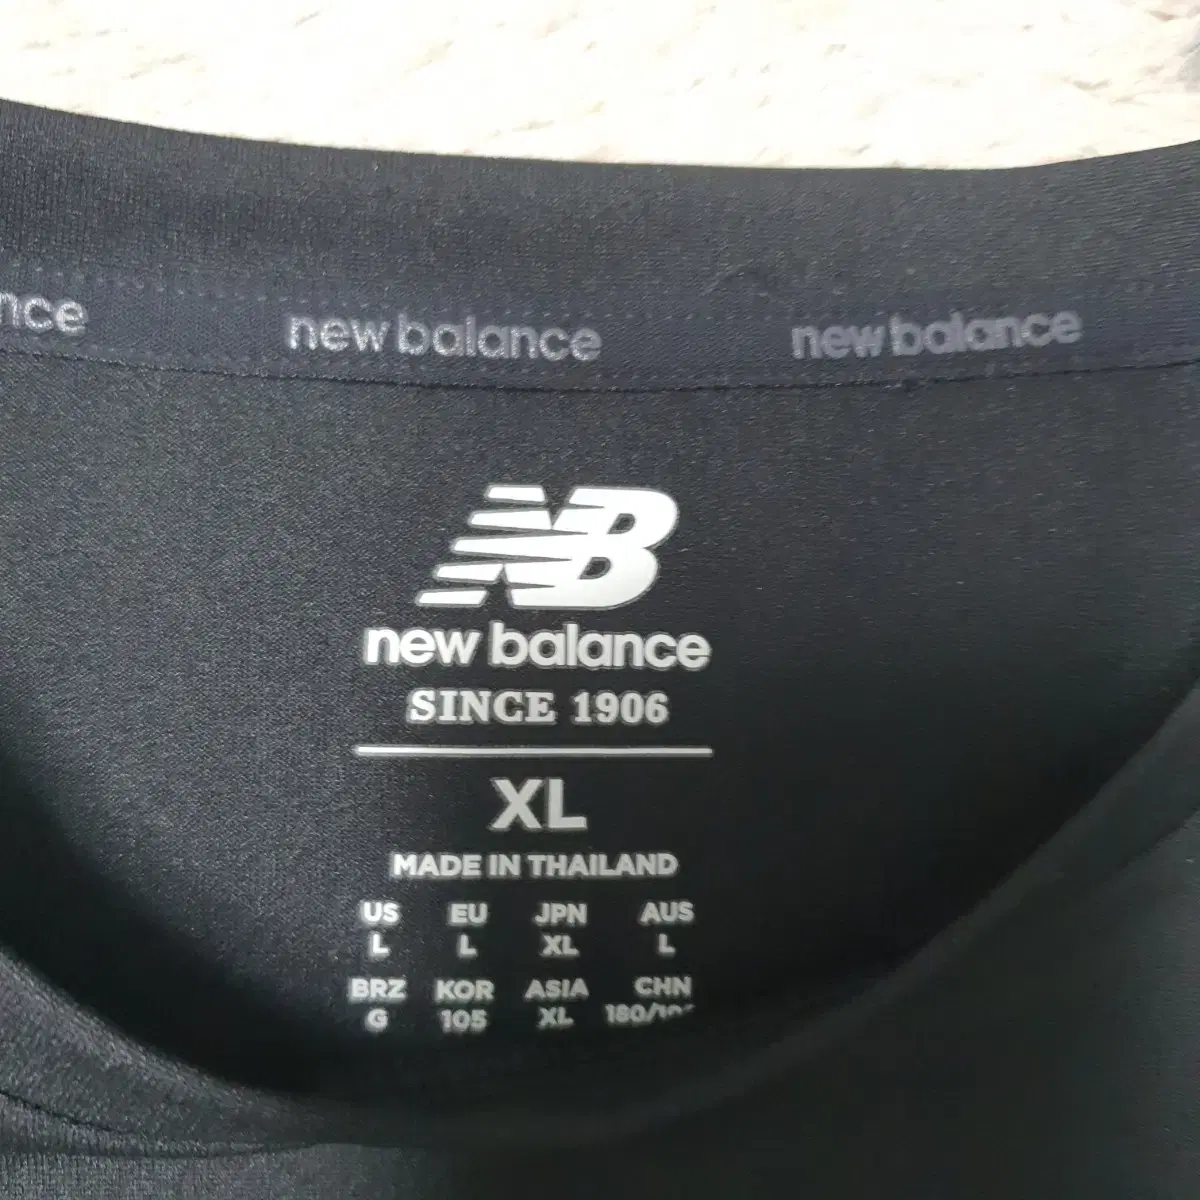 nce new balance new balance
NB
new balance
SINCE 1906
XL
MADE IN THAILAND
US EU JPN AUS
L L XL L
BRZ KOR ASIA CHN
G 105 XL